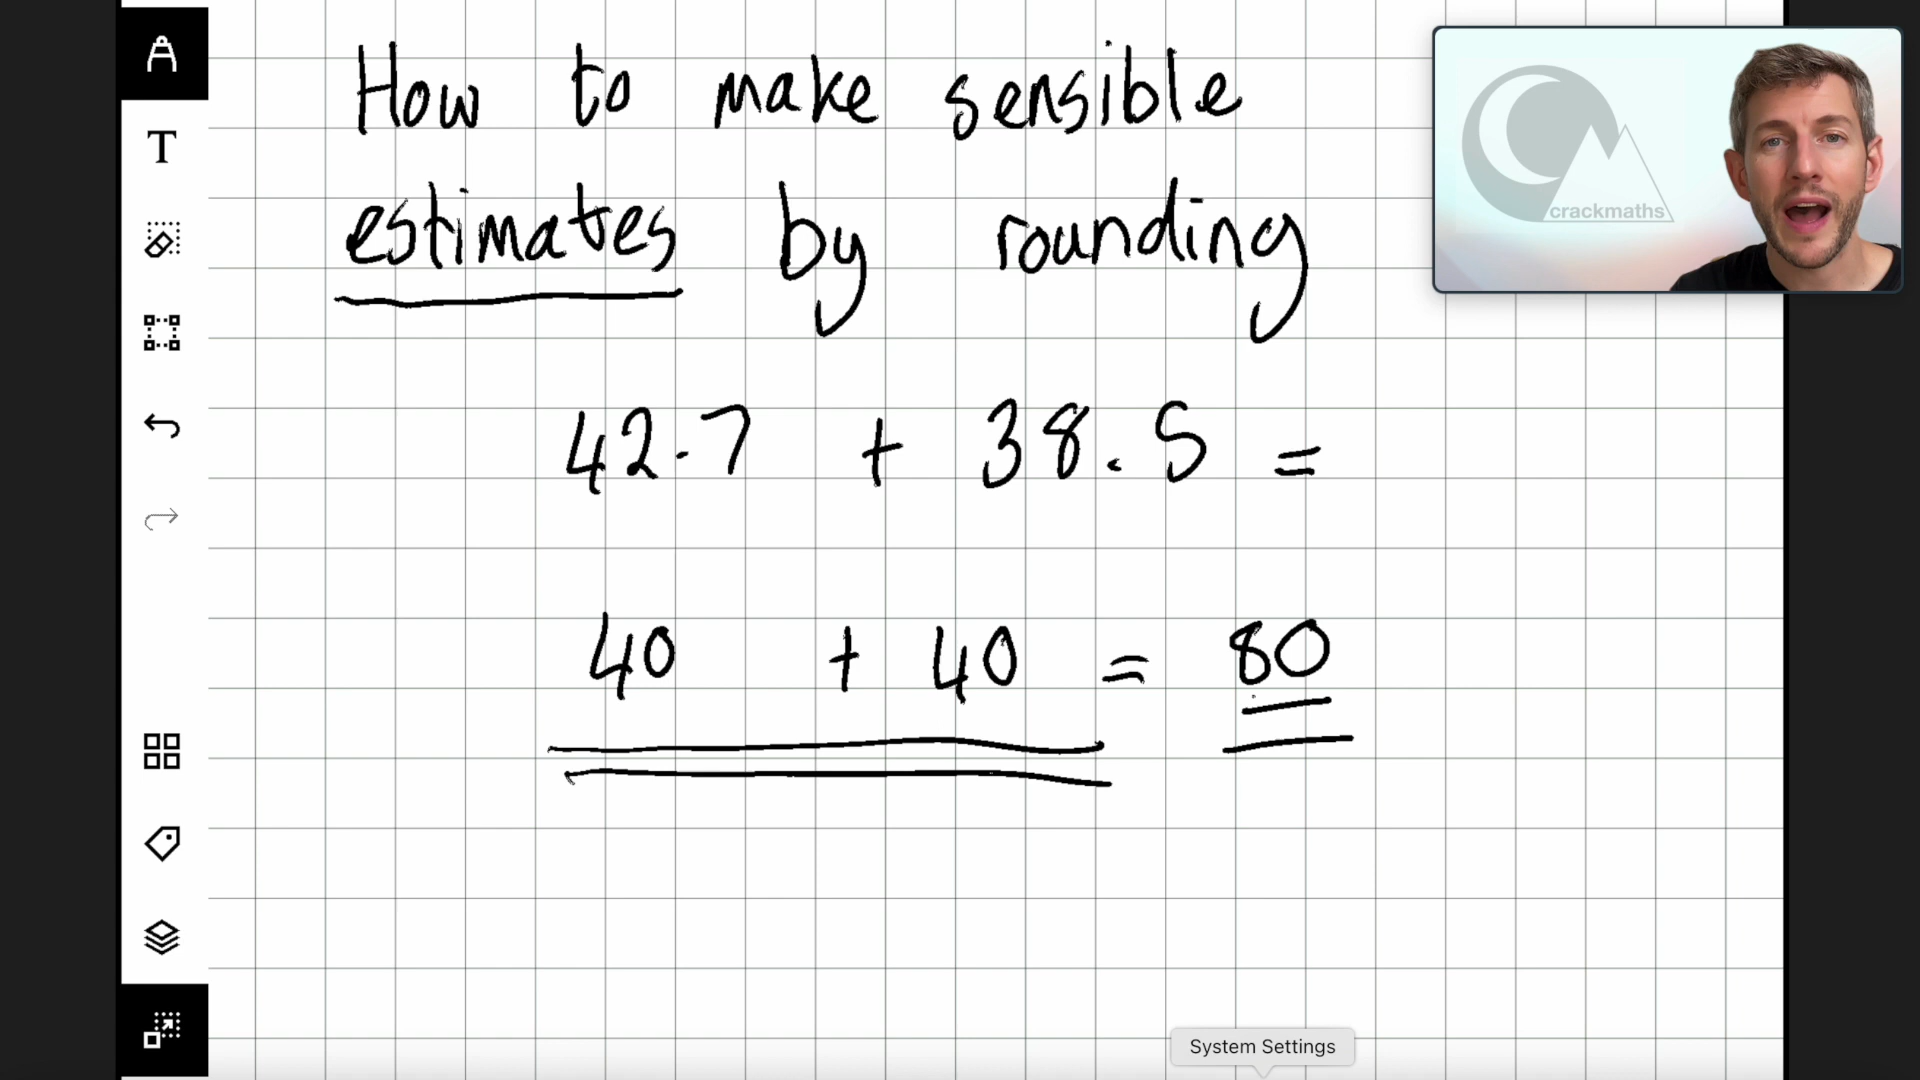 How to make sensible
estimates by rounding
crackmaths
42.7 + 38.5 =
40 + 40 = 80
T
System Settings